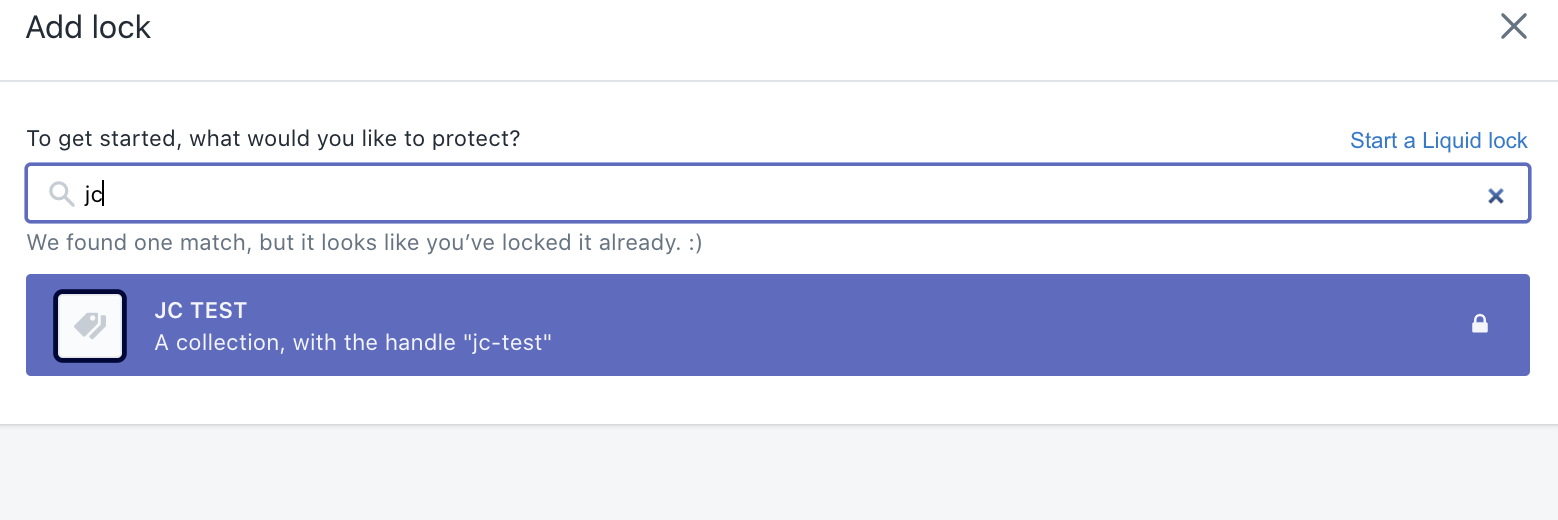 Add lock
To get started, what would you like to protect?
Start a Liquid lock
jc
We found one match, but it looks like you’ve locked it already. :)
JC TEST
A collection, with the handle "jc-test"